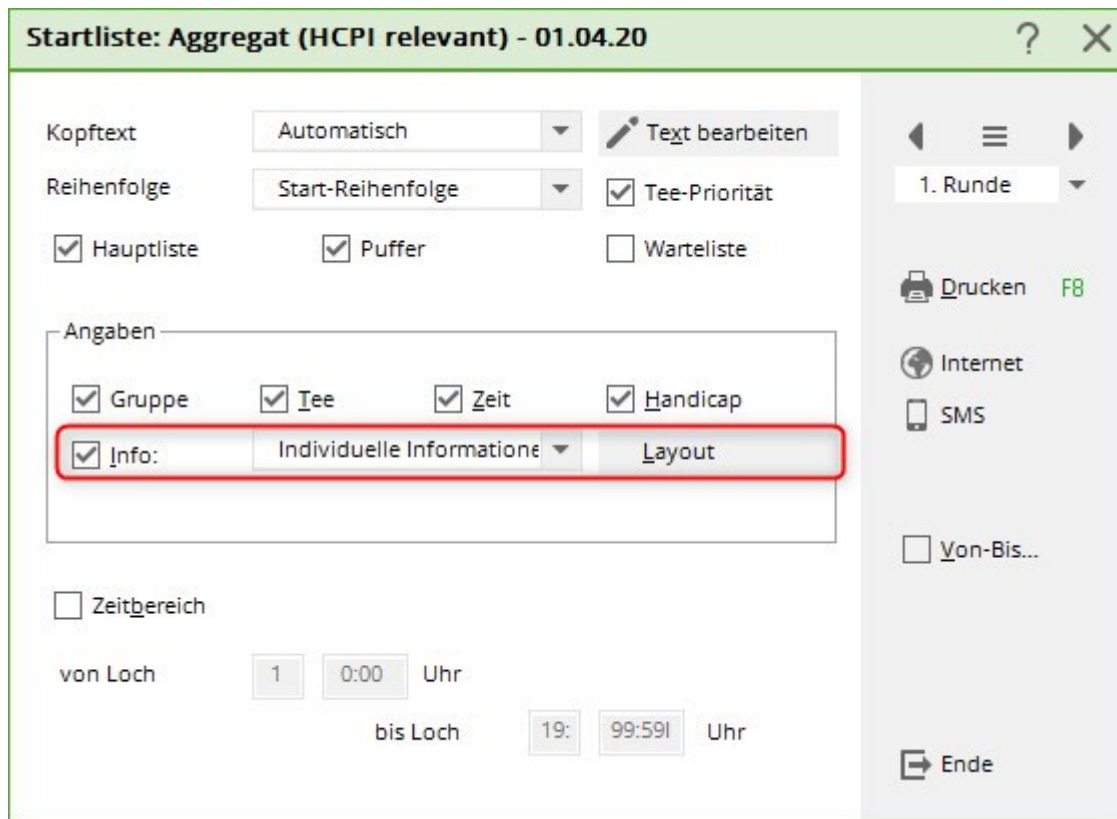 Startliste: Aggregat (HCPI relevant) - 01.04.20 ?
Kopftext Automatisch Text bearbeiten
Reihenfolge Start-Reihenfolge Tee-Priorität
Hauptliste Puffer Warteliste
Angaben
Gruppe Tee Zeit Handicap
Info: Individuelle Informatione Layout
Zeitbereich
von Loch 1 0:00 Uhr
bis Loch 19: 99:59 Uhr
1. Runde
Drucken F8
Internet
SMS
Von-Bis...
Ende